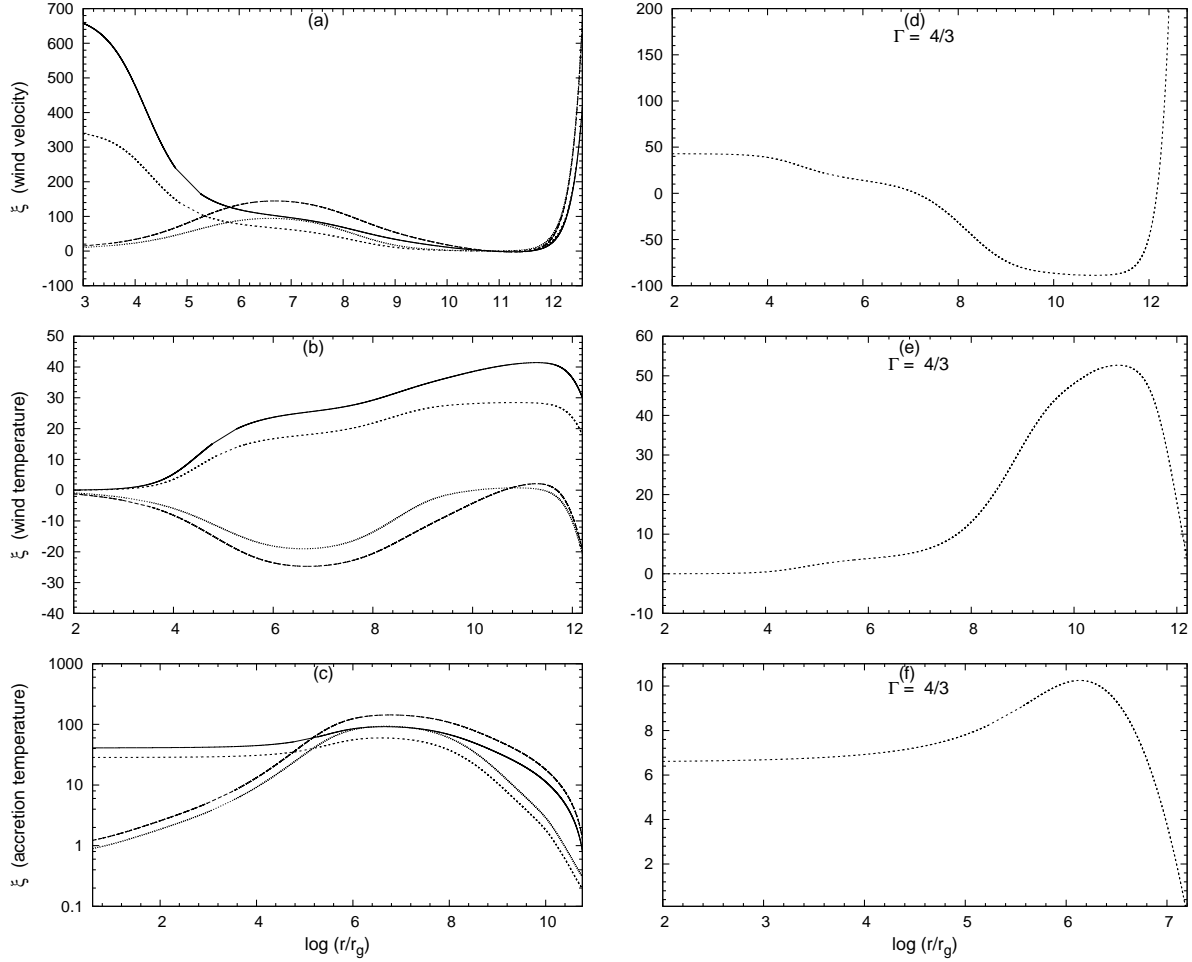 (a)
700
600
500
400
300
200
100
0
-100
ξ (wind velocity)
3 4 5 6 7 8 9 10 11 12
(d)
Γ = 4/3
200
150
100
50
0
-50
-100
2 4 6 8 10 12
(b)
50
40
30
20
10
0
-10
-20
-30
-40
ξ (wind temperature)
2 4 6 8 10 12
(e)
Γ = 4/3
60
50
40
30
20
10
0
-10
2 4 6 8 10 12
(c)
1000
100
10
1
0.1
ξ (accretion temperature)
2 4 6 8 10
log (r/rg)
(f)
Γ = 4/3
10
8
6
4
2
2 3 4 5 6 7
log (r/rg)